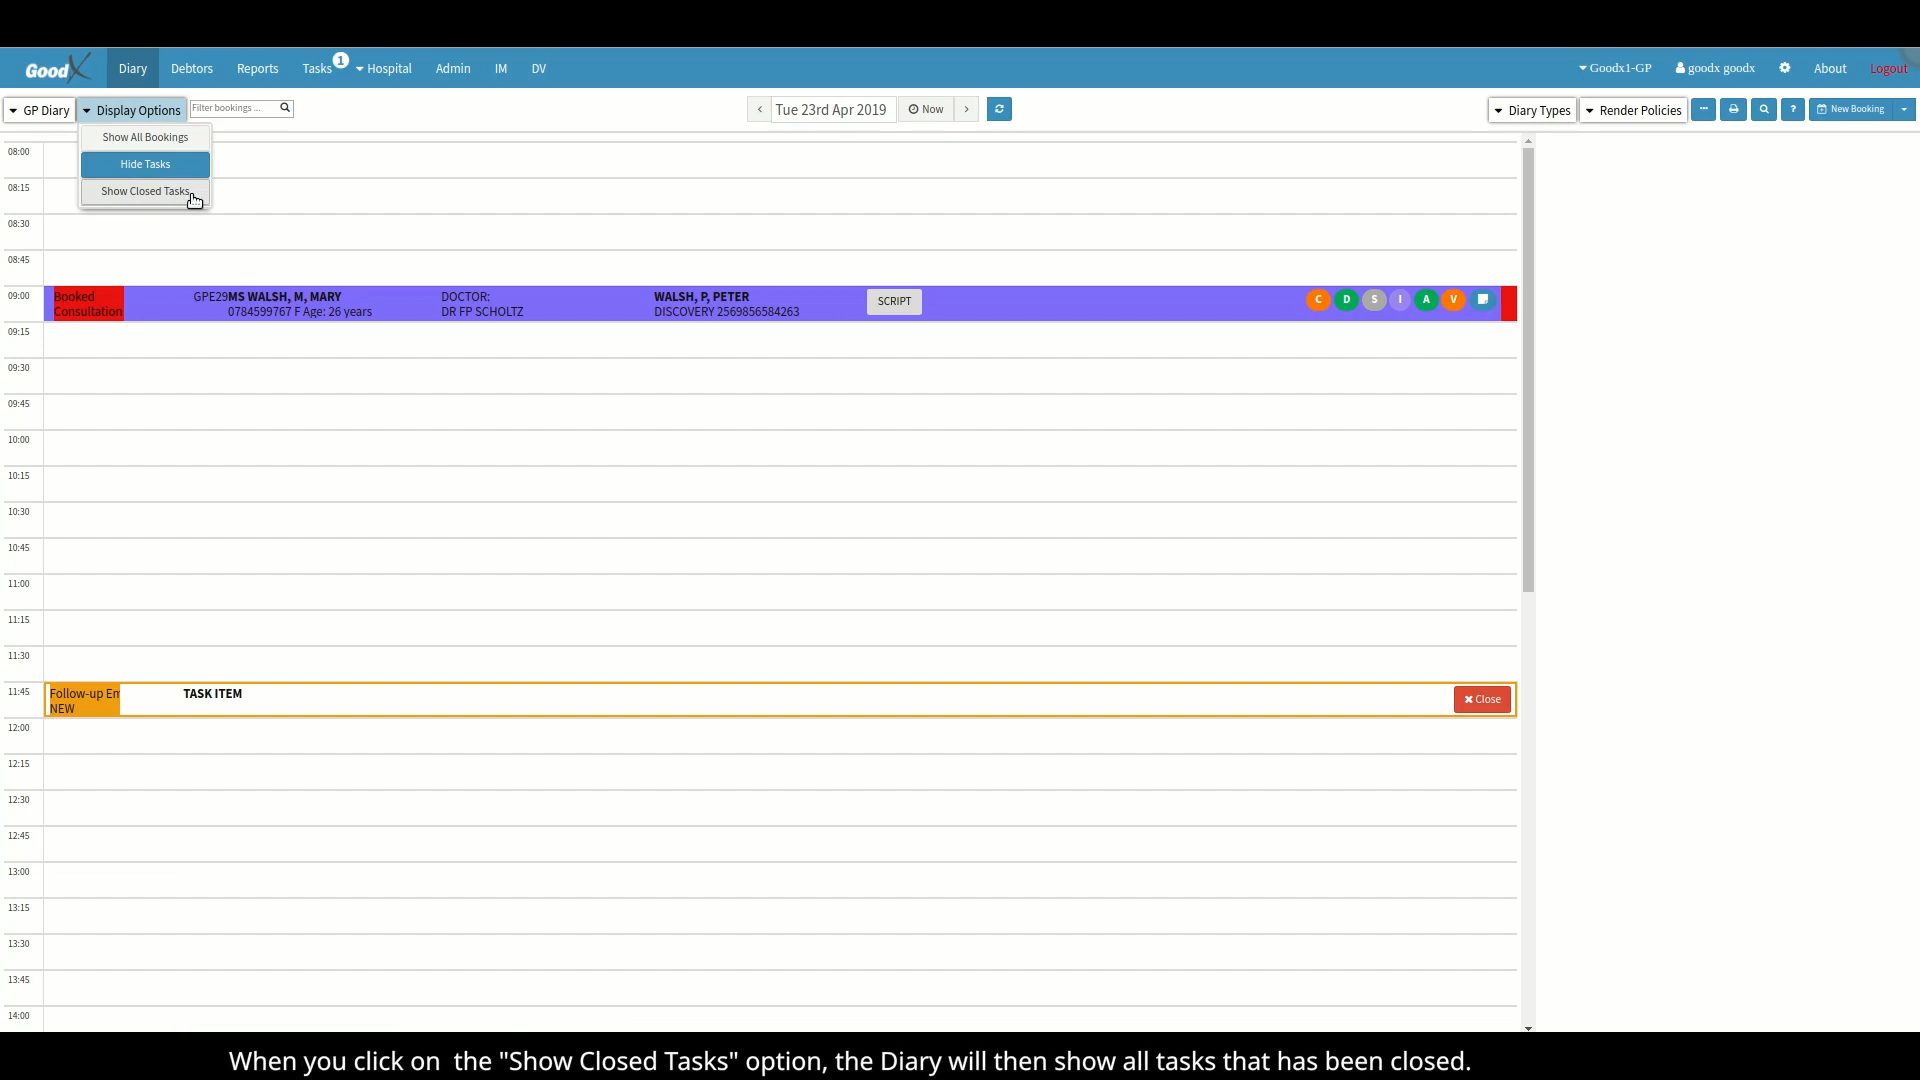 GoodX Diary Debtors Reports Tasks 1 Hospital Admin IM DV Goodx1-GP goodx goodx About Logout
GP Diary Display Options Filter bookings ... Tue 23rd Apr 2019 Now Diary Types Render Policies ? New Booking
Show All Bookings
Hide Tasks
Show Closed Tasks
08:00
08:15
08:30
08:45
09:00
Booked GPE29 MS WALSH, M, MARY DOCTOR: WALSH, P, PETER SCRIPT C D S I A V
Consultation 0784599767 F Age: 26 years DR FP SCHOLTZ DISCOVERY 2569856584263
09:15
09:30
09:45
10:00
10:15
10:30
10:45
11:00
11:15
11:30
11:45
Follow-up Em TASK ITEM Close
NEW
12:00
12:15
12:30
12:45
13:00
13:15
13:30
13:45
14:00
When you click on the "Show Closed Tasks" option, the Diary will then show all tasks that has been closed.